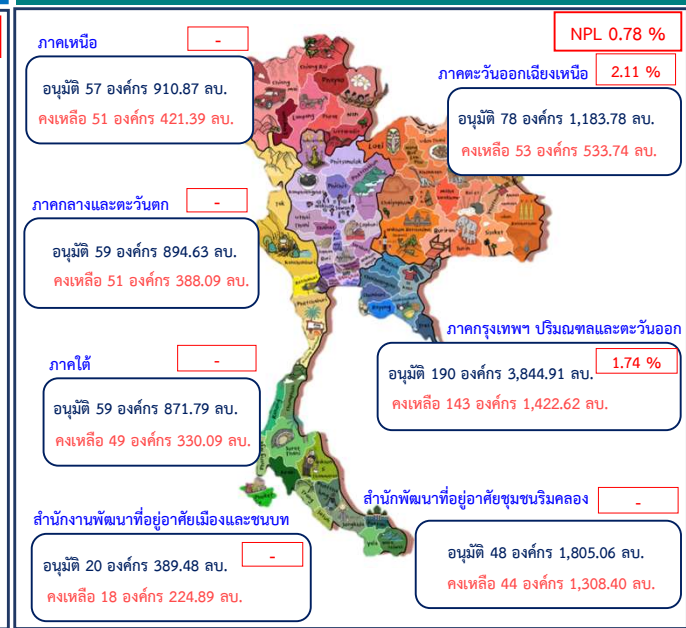 NPL 0.78 %
ภาคเหนือ -
อนุมัติ 57 องค์กร 910.87 ลบ.
คงเหลือ 51 องค์กร 421.39 ลบ.
ภาคตะวันออกเฉียงเหนือ 2.11 %
อนุมัติ 78 องค์กร 1,183.78 ลบ.
คงเหลือ 53 องค์กร 533.74 ลบ.
ภาคกลางและตะวันตก -
อนุมัติ 59 องค์กร 894.63 ลบ.
คงเหลือ 51 องค์กร 388.09 ลบ.
ภาคกรุงเทพฯ ปริมณฑลและตะวันออก
1.74 %
อนุมัติ 190 องค์กร 3,844.91 ลบ.
คงเหลือ 143 องค์กร 1,422.62 ลบ.
ภาคใต้ -
อนุมัติ 59 องค์กร 871.79 ลบ.
คงเหลือ 49 องค์กร 330.09 ลบ.
สำนักพัฒนาที่อยู่อาศัยชุมชนริมคลอง -
อนุมัติ 48 องค์กร 1,805.06 ลบ.
คงเหลือ 44 องค์กร 1,308.40 ลบ.
สำนักงานพัฒนาที่อยู่อาศัยเมืองและชนบท
-
อนุมัติ 20 องค์กร 389.48 ลบ.
คงเหลือ 18 องค์กร 224.89 ลบ.
Chiang Rai
Phayao
Loei
Phitsanulok
Tak
Buriram
Surin
Sisaket
Phuket
Yala